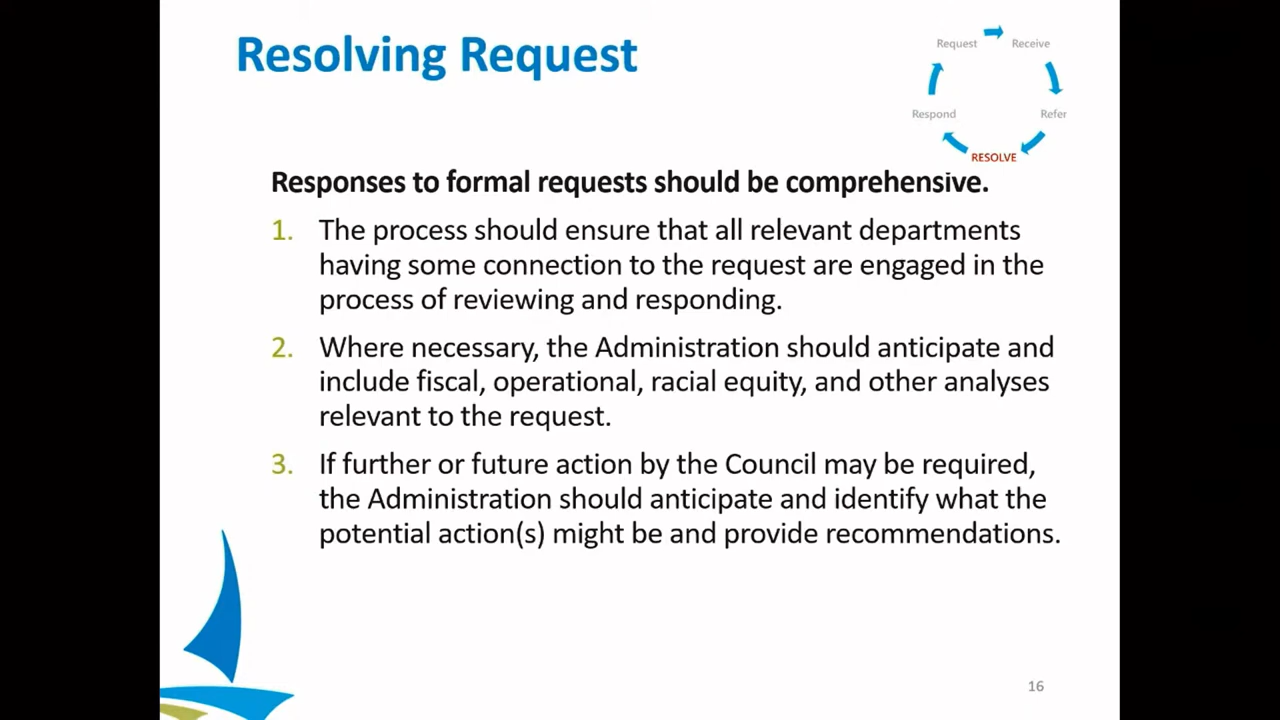 Resolving Request
Request
Receive
Respond
Refer
RESOLVE
Responses to formal requests should be comprehensive.
1. The process should ensure that all relevant departments
having some connection to the request are engaged in the
process of reviewing and responding.
2. Where necessary, the Administration should anticipate and
include fiscal, operational, racial equity, and other analyses
relevant to the request.
3. If further or future action by the Council may be required,
the Administration should anticipate and identify what the
potential action(s) might be and provide recommendations.
16